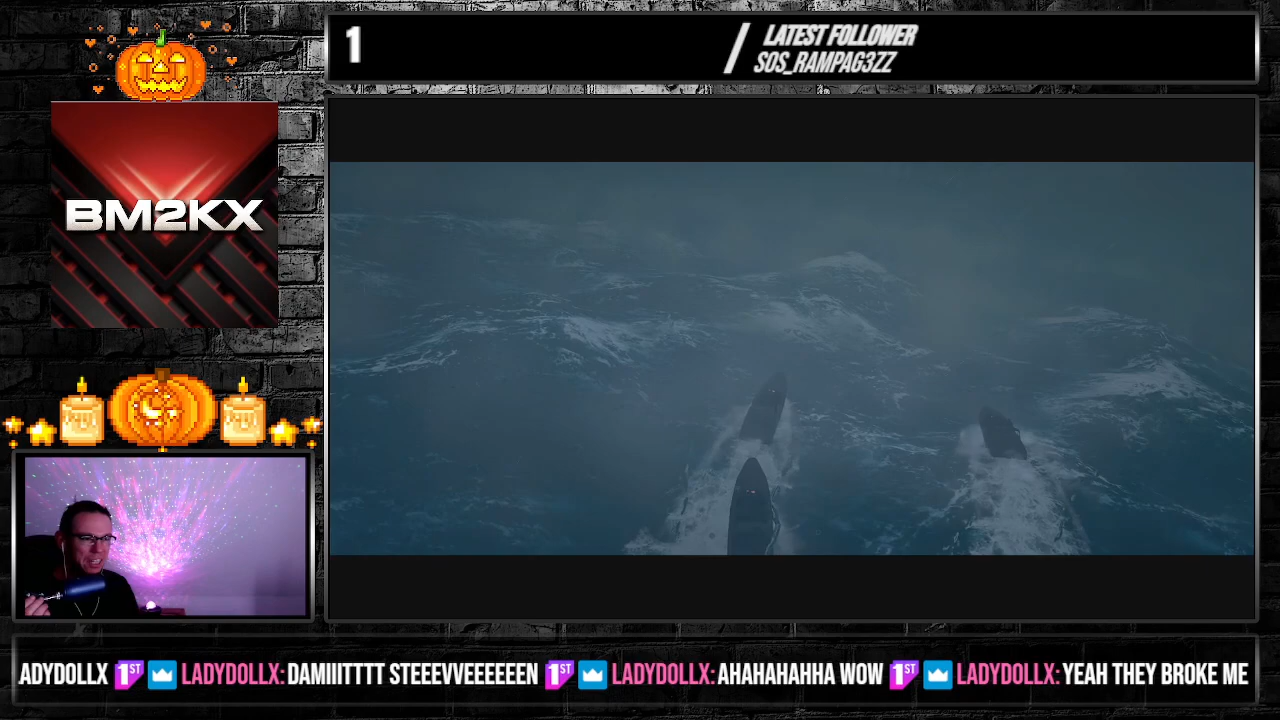 1
LATEST FOLLOWER
SOS_RAMPAG3ZZ
BM2KX
ADYDOLLX 1ST LADYDOLLX: DAMIIITTTT STEEEVVEEEEEEN 1ST LADYDOLLX: AHAHAHAHHA WOW 1ST LADYDOLLX: YEAH THEY BROKE ME